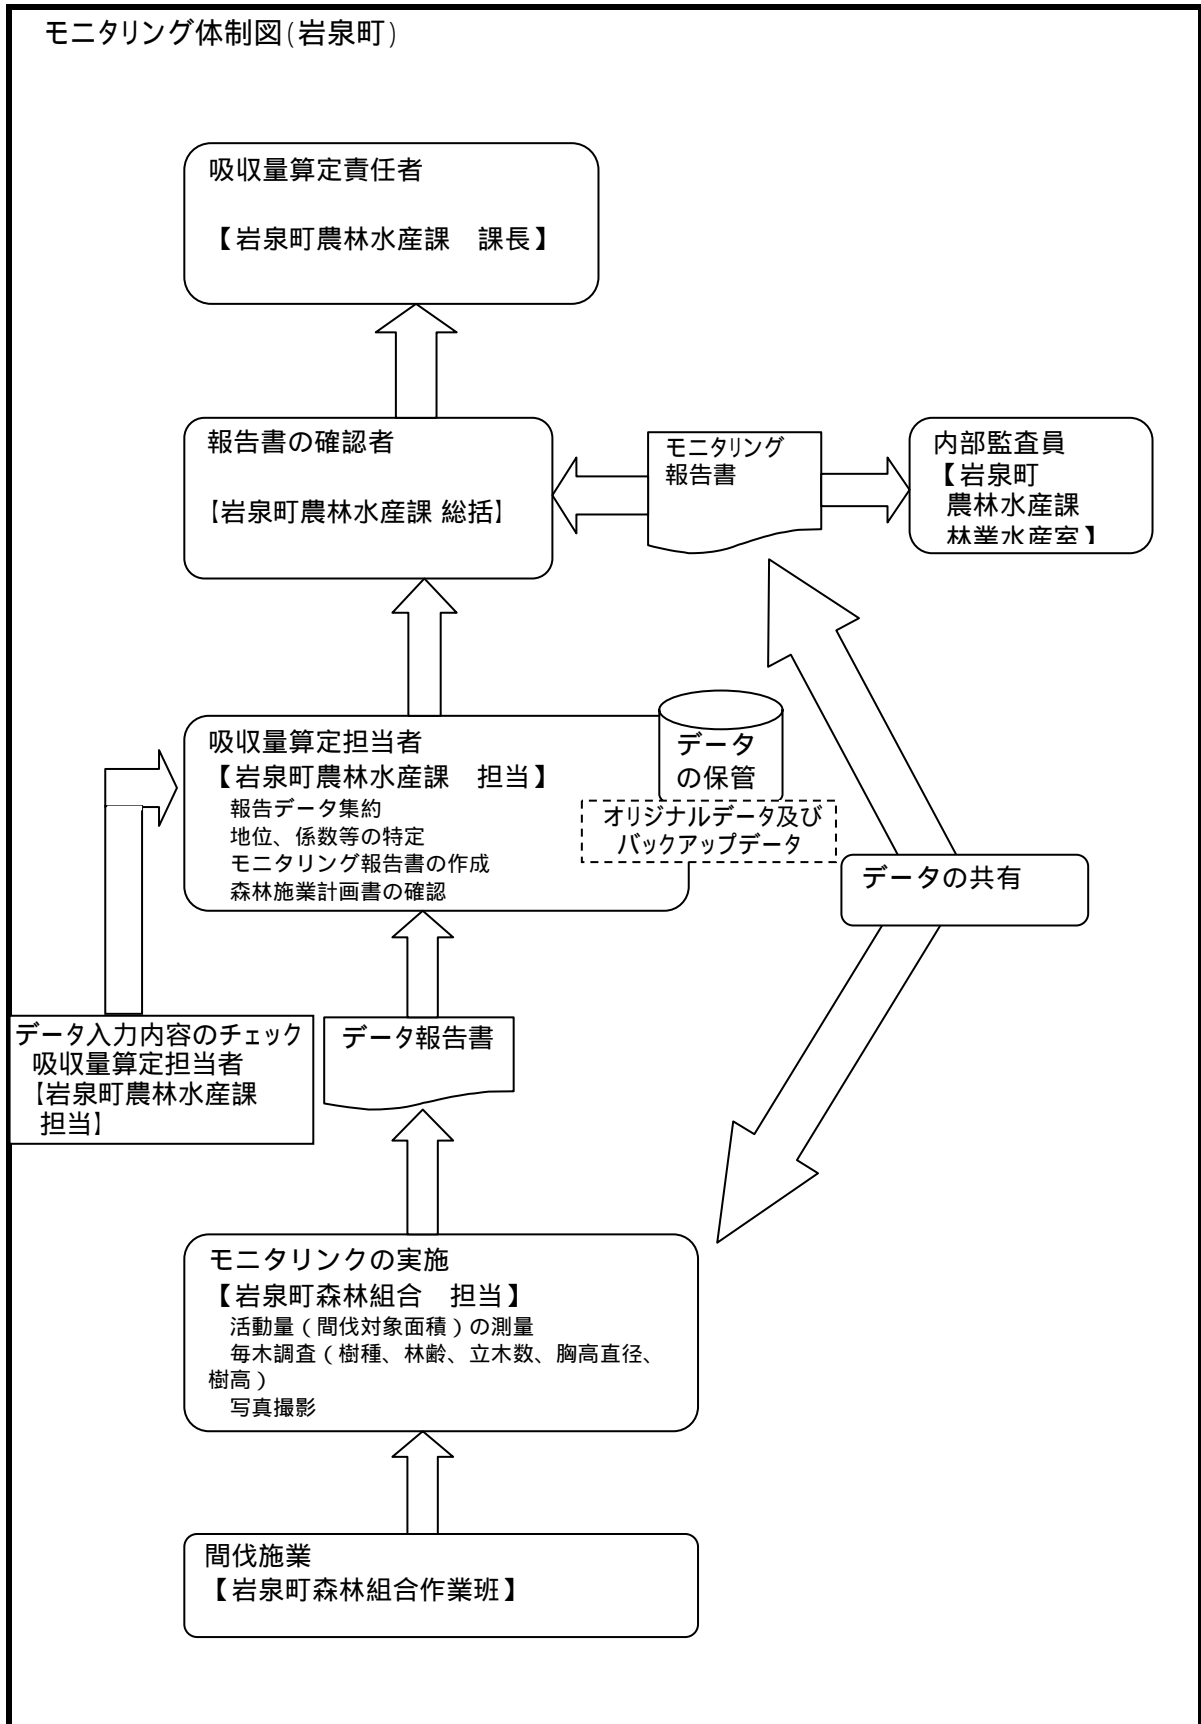 モニタリング体制図(岩泉町)
吸収量算定責任者
【岩泉町農林水産課　課長】
報告書の確認者
【岩泉町農林水産課 総括】
モニタリング
報告書
内部監査員
【岩泉町
農林水産課
林業水産室】
吸収量算定担当者
【岩泉町農林水産課　担当】
報告データ集約
地位、係数等の特定
モニタリング報告書の作成
森林施業計画書の確認
データ
の保管
オリジナルデータ及び
バックアップデータ
データの共有
データ入力内容のチェック
吸収量算定担当者
【岩泉町農林水産課
担当】
データ報告書
モニタリンクの実施
【岩泉町森林組合　担当】
活動量（間伐対象面積）の測量
毎木調査（樹種、林齢、立木数、胸高直径、
樹高）
写真撮影
間伐施業
【岩泉町森林組合作業班】